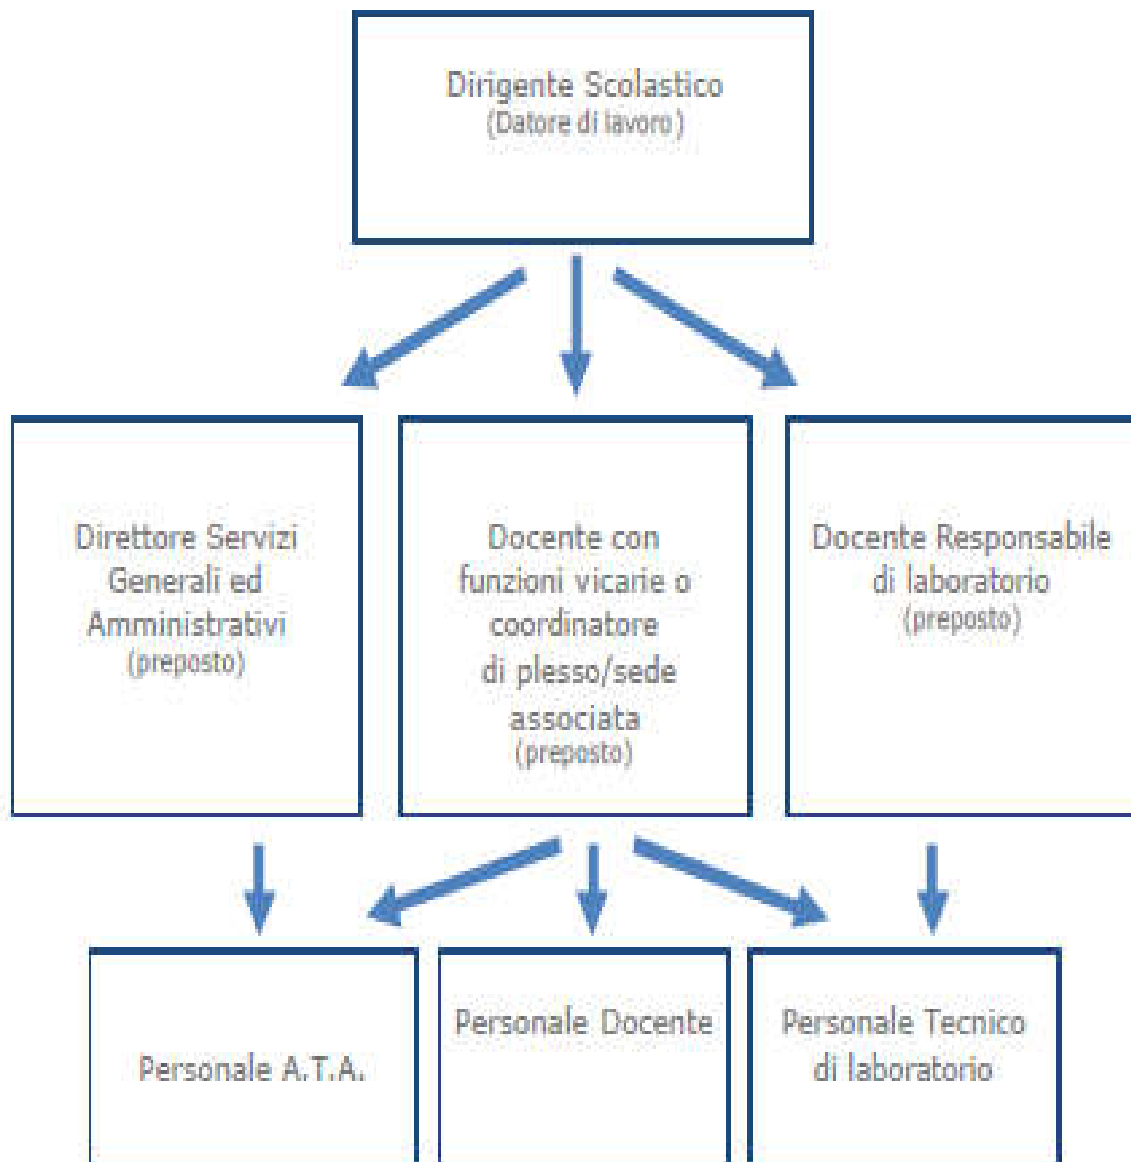 Dirigente Scolastico
(Datore di lavoro)
Direttore Servizi
Generali ed
Amministrativi
(preposto)
Docente con
funzioni vicarie o
coordinatore
di plesso/sede
associata
(preposto)
Docente Responsabile
di laboratorio
(preposto)
Personale A.T.A.
Personale Docente
Personale Tecnico
di laboratorio